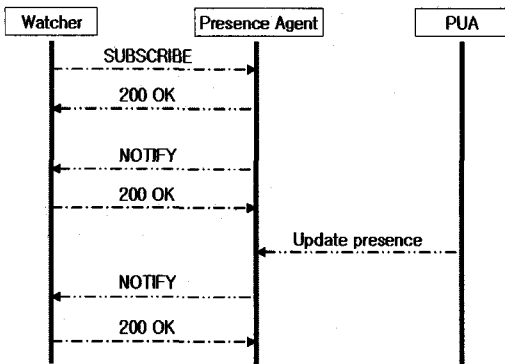 Watcher
Presence Agent
PUA
SUBSCRIBE
200 OK
NOTIFY
200 OK
Update presence
NOTIFY
200 OK